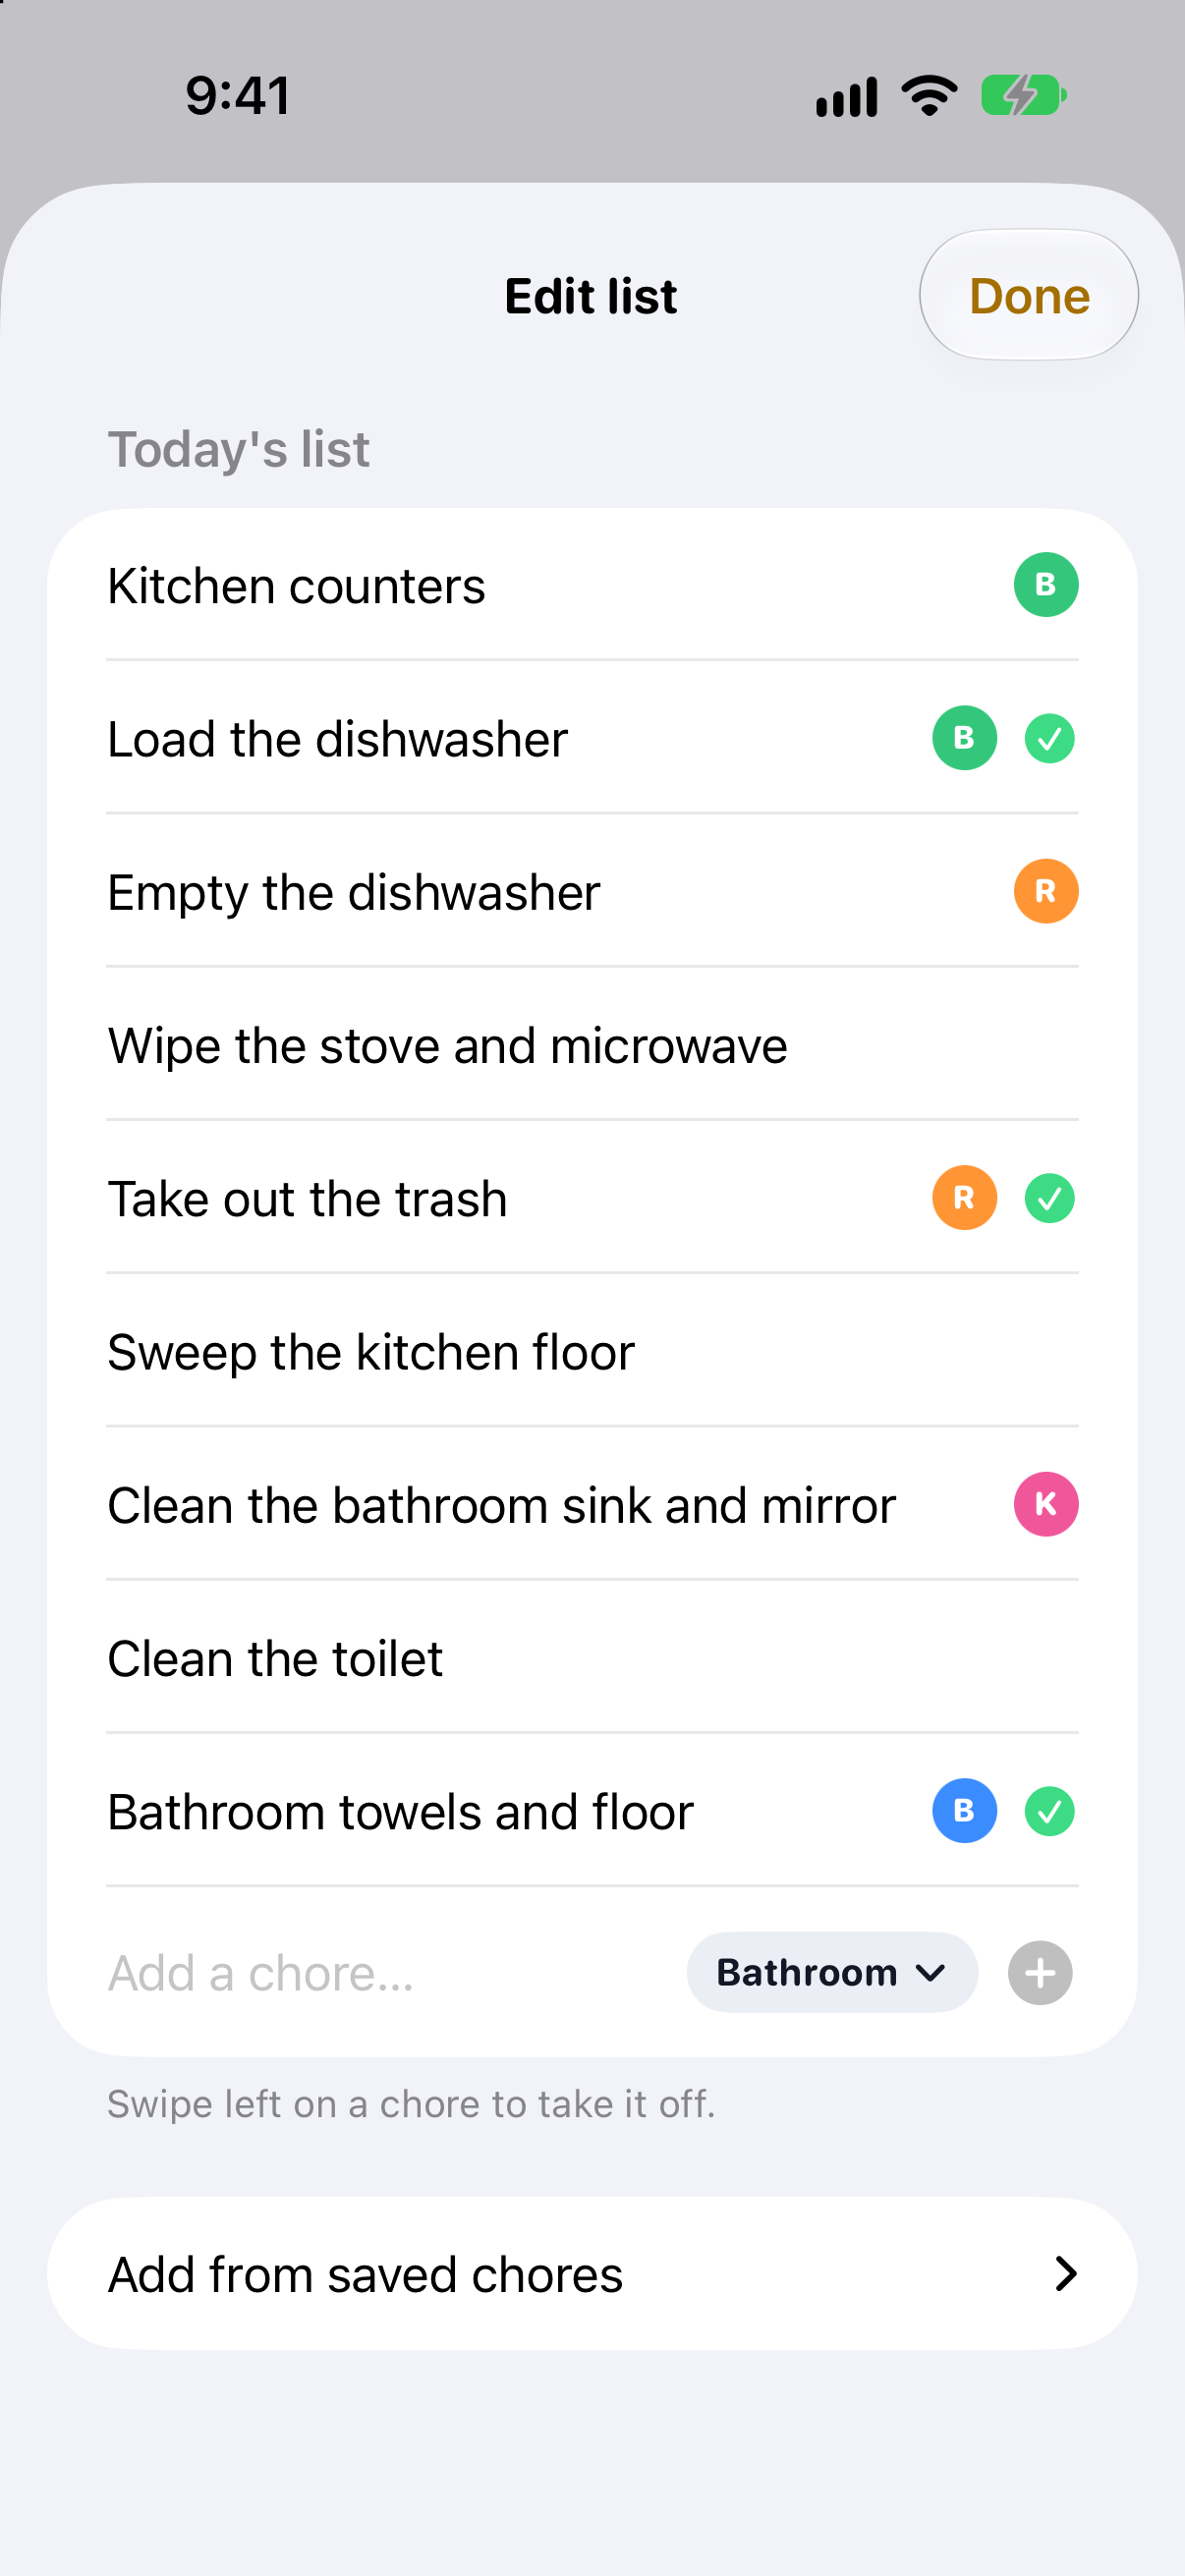 9:41
Edit list
Done
Today's list
Kitchen counters B
Load the dishwasher B
Empty the dishwasher R
Wipe the stove and microwave
Take out the trash R
Sweep the kitchen floor
Clean the bathroom sink and mirror K
Clean the toilet
Bathroom towels and floor B
Add a chore... Bathroom
Swipe left on a chore to take it off.
Add from saved chores